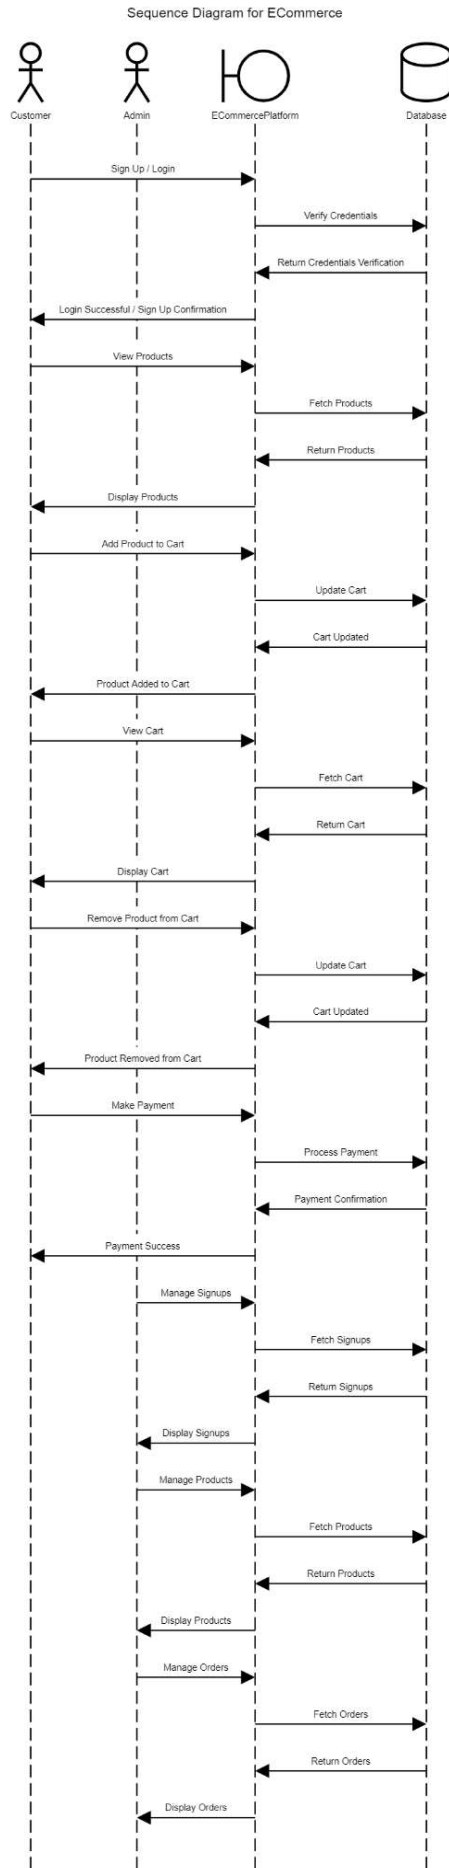 Sequence Diagram for ECommerce
Customer
Admin
ECommercePlatform
Database
Sign Up / Login
Verify Credentials
Return Credentials Verification
Login Successful / Sign Up Confirmation
View Products
Fetch Products
Return Products
Display Products
Add Product to Cart
Update Cart
Cart Updated
Product Added to Cart
View Cart
Fetch Cart
Return Cart
Display Cart
Remove Product from Cart
Update Cart
Cart Updated
Product Removed from Cart
Make Payment
Process Payment
Payment Confirmation
Payment Success
Manage Signups
Fetch Signups
Return Signups
Display Signups
Manage Products
Fetch Products
Return Products
Display Products
Manage Orders
Fetch Orders
Return Orders
Display Orders